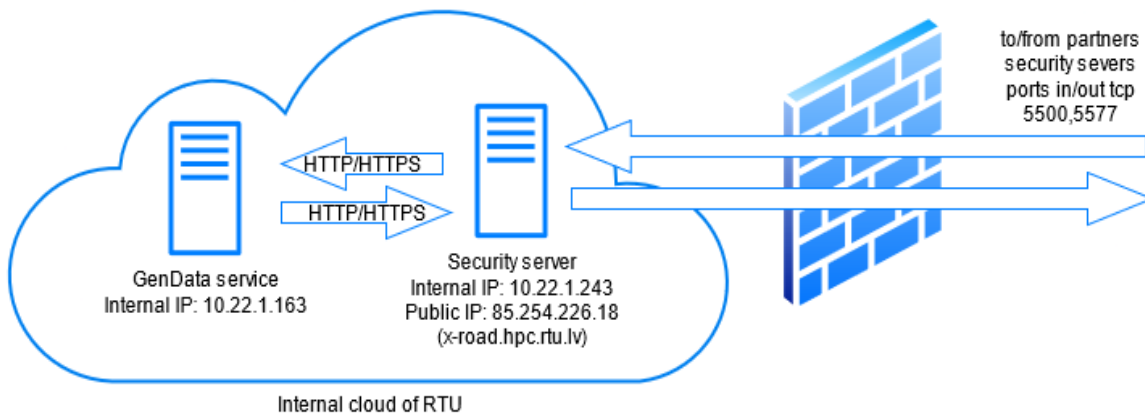 to/from partners
security severs
ports in/out tcp
5500,5577
HTTP/HTTPS
HTTP/HTTPS
GenData service
Internal IP: 10.22.1.163
Security server
Internal IP: 10.22.1.243
Public IP: 85.254.226.18
(x-road.hpc.rtu.lv)
Internal cloud of RTU